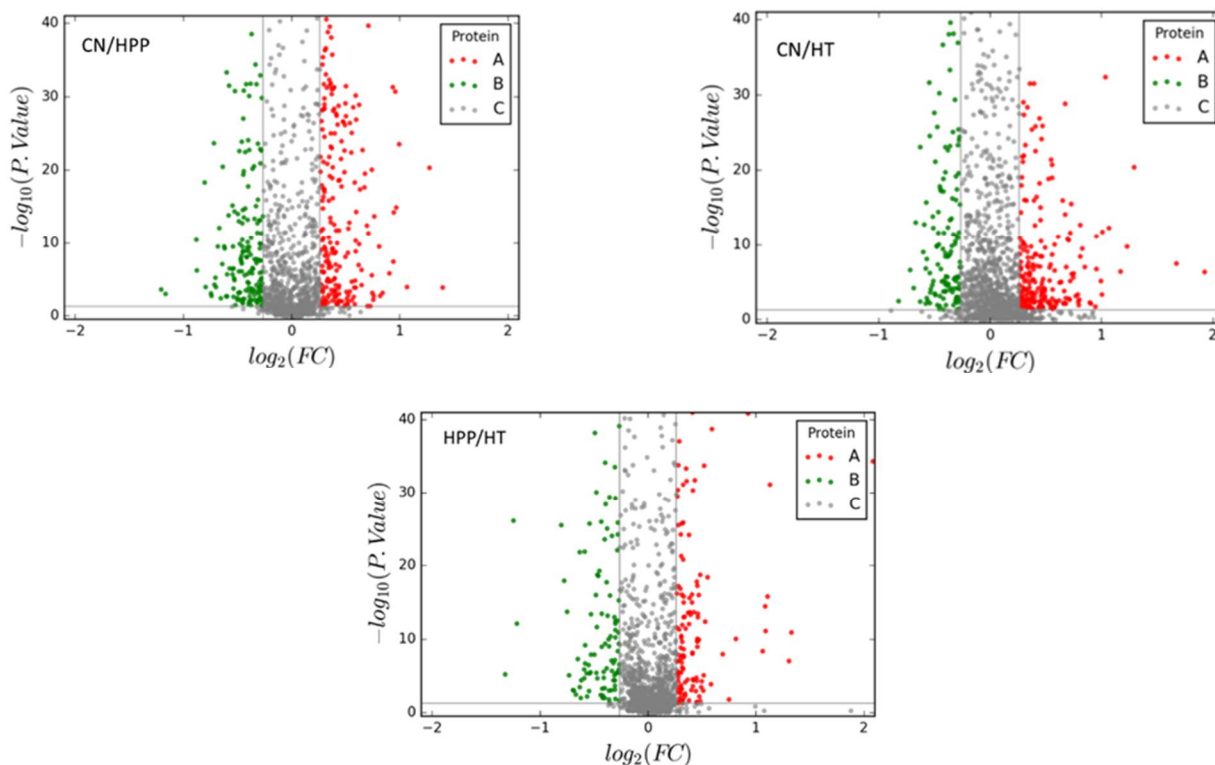 CN/HPP
Protein
A
B
C
40
30
20
10
0
−2
−1
0
1
2
−log10(P.Value)
log2(FC)
CN/HT
Protein
A
B
C
40
30
20
10
0
−2
−1
0
1
2
−log10(P.Value)
log2(FC)
HPP/HT
Protein
A
B
C
40
30
20
10
0
−2
−1
0
1
2
−log10(P.Value)
log2(FC)